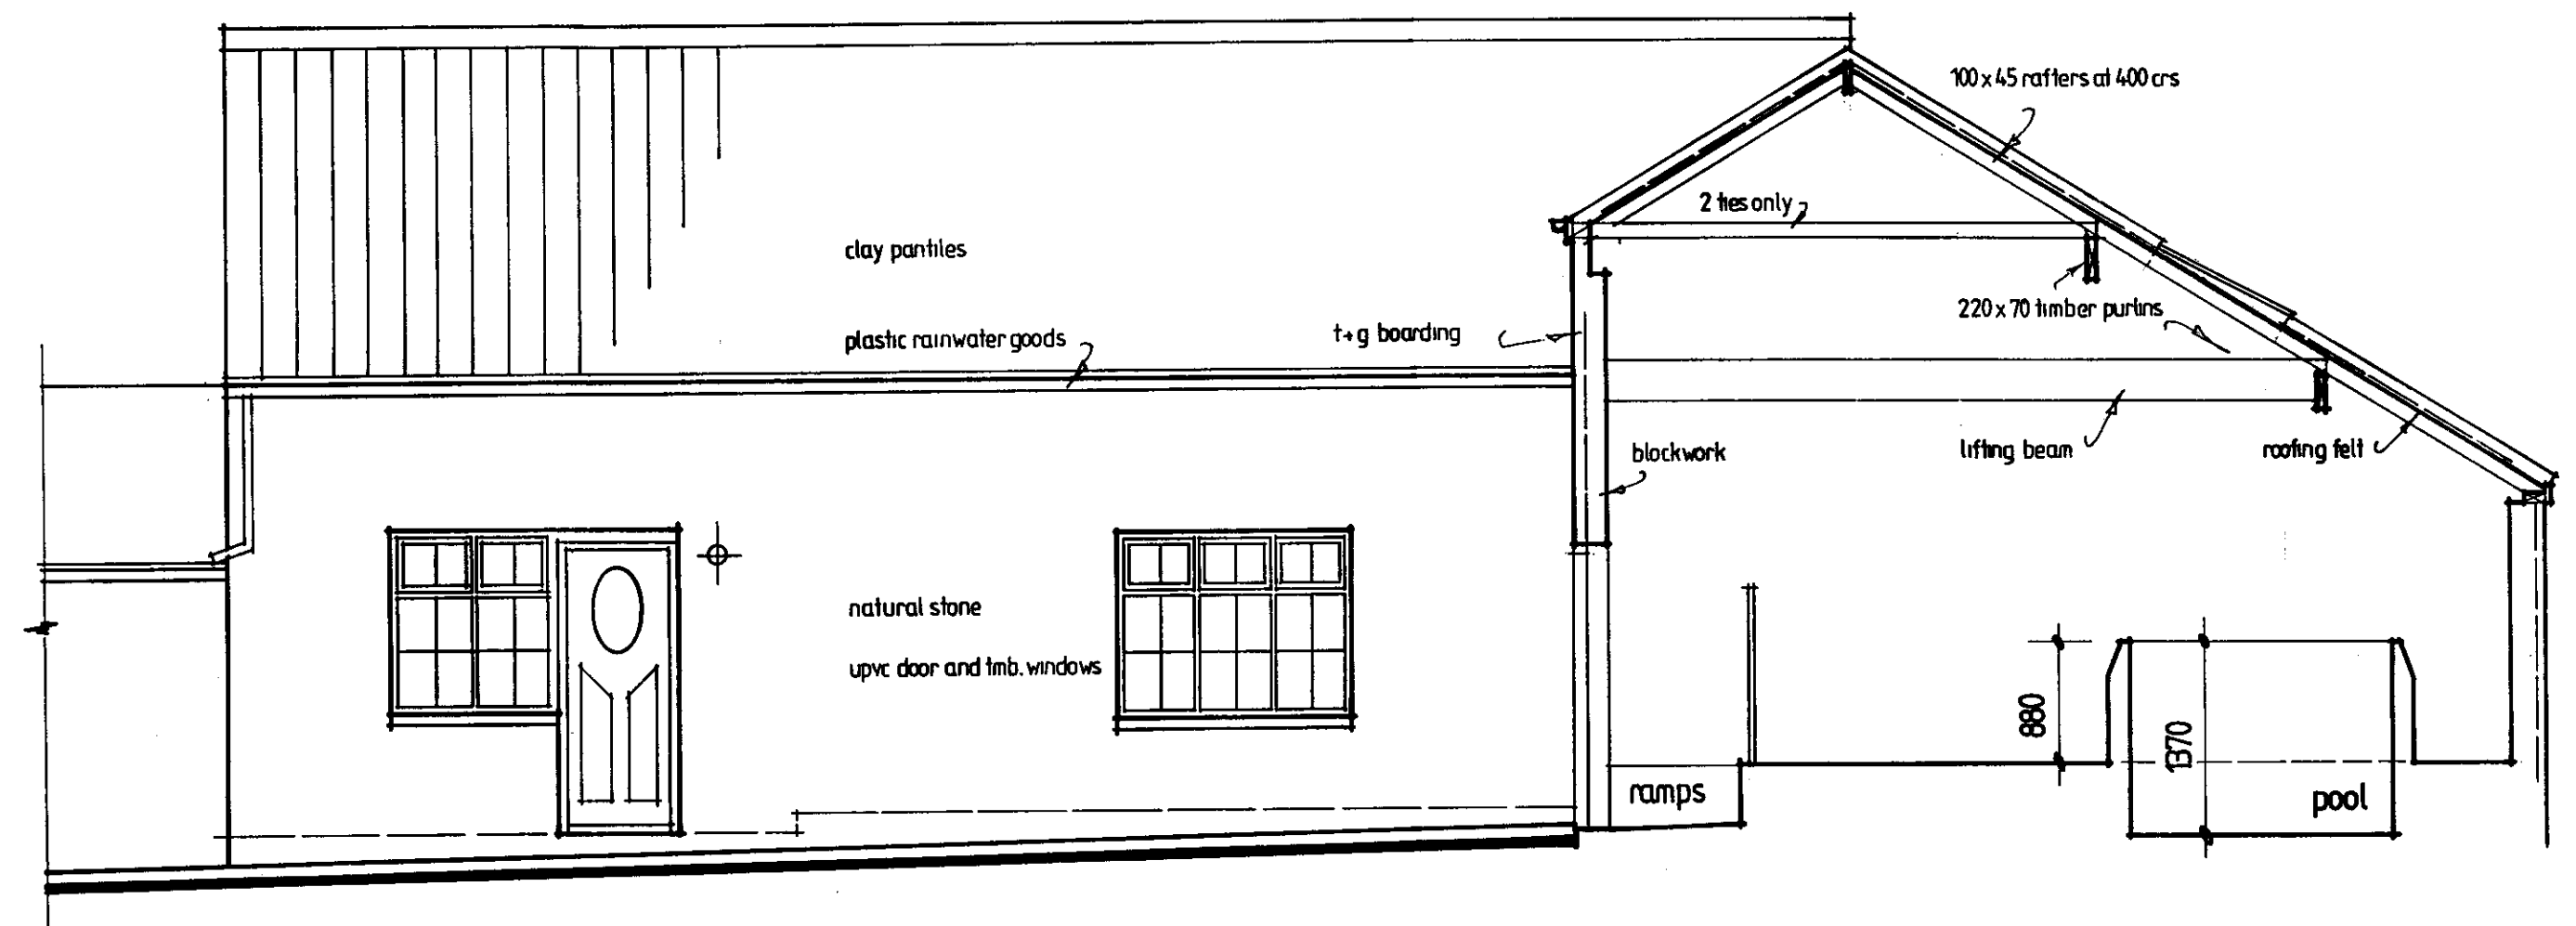 100 x 45 rafters at 400 crs
2 ties only
clay pantiles
220 x 70 timber purlins
plastic rainwater goods
t+g boarding
blockwork
lifting beam
roofing felt
natural stone
upvc door and tmb. windows
880
1370
ramps
pool